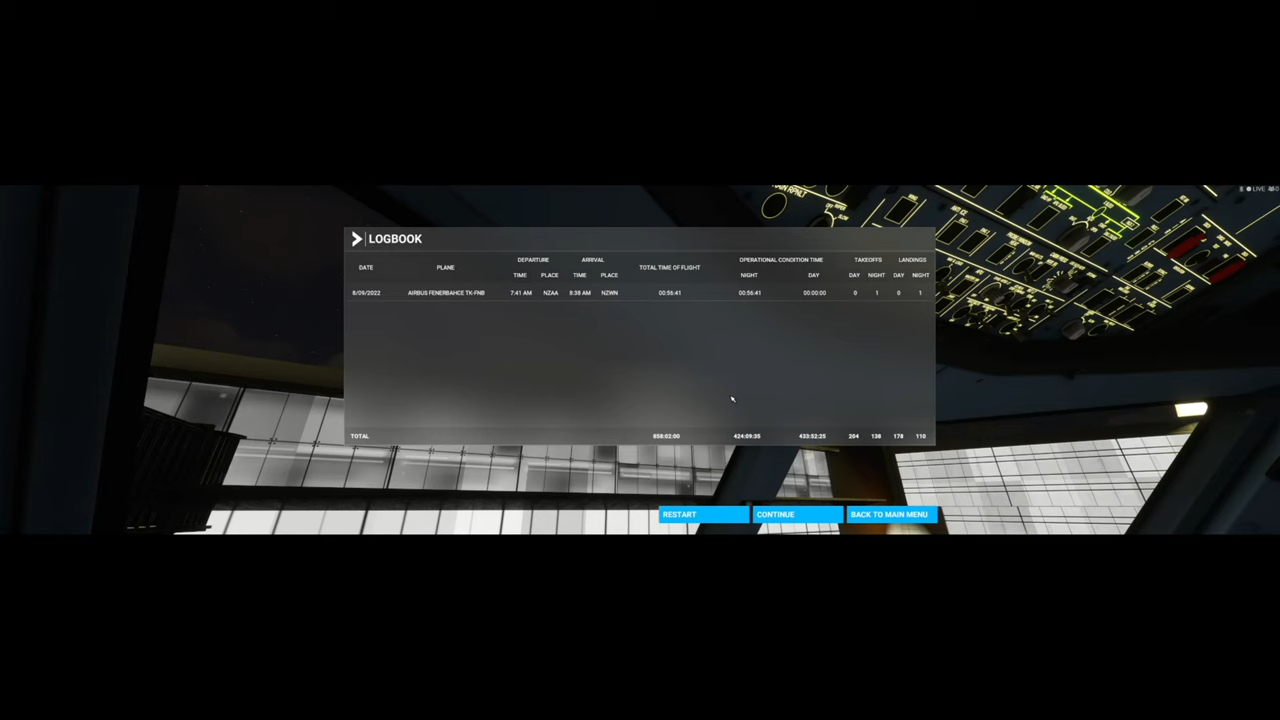 LIVE
LOGBOOK
DATE PLANE DEPARTURE ARRIVAL TOTAL TIME OF FLIGHT OPERATIONAL CONDITION TIME TAKEOFFS LANDINGS
TIME PLACE TIME PLACE NIGHT DAY DAY NIGHT DAY NIGHT
8/09/2022 AIRBUS FENERBAHCE TK-FNB 7:41 AM NZAA 8:38 AM NZWN 00:56:41 00:56:41 00:00:00 0 1 0 1
TOTAL 858:02:00 424:09:35 433:52:25 204 138 178 110
RESTART CONTINUE BACK TO MAIN MENU